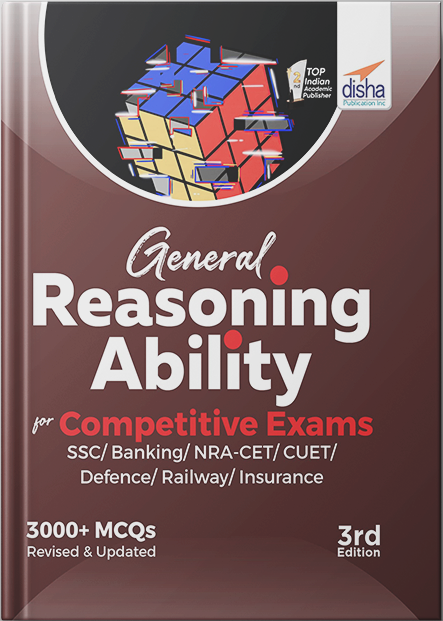 TOP
Indian
Academic
Publisher
disha
Publication Inc
General
Reasoning
Ability
for Competitive Exams
SSC/ Banking/ NRA-CET/ CUET/
Defence/ Railway/ Insurance
3000+ MCQs
Revised & Updated
3rd
Edition